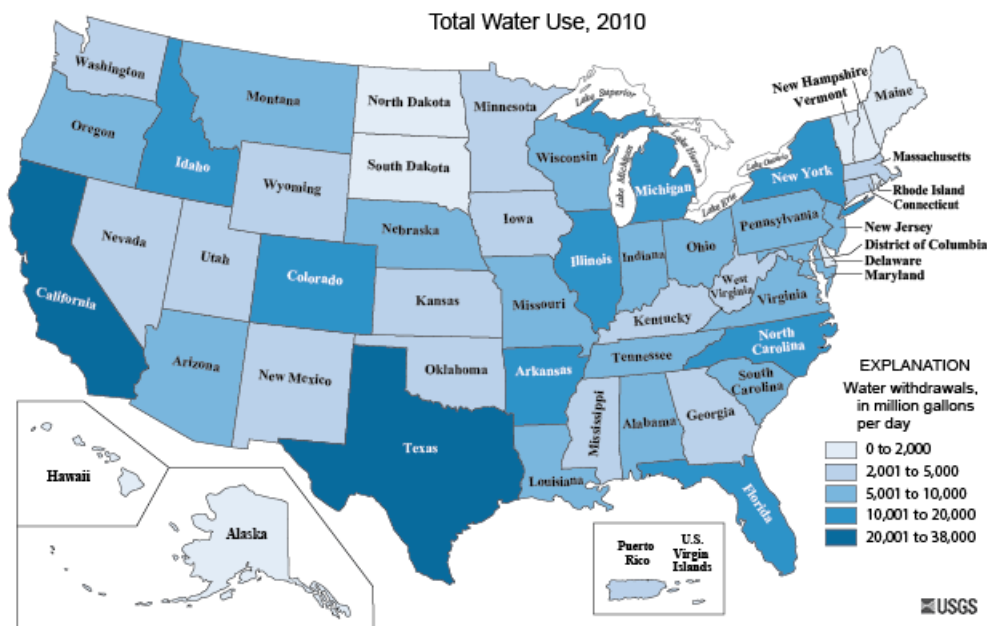 Total Water Use, 2010
Washington
Montana
North Dakota
Minnesota
Lake Superior
New Hampshire
Vermont
Maine
Oregon
Idaho
South Dakota
Wisconsin
Lake Michigan
Lake Huron
Michigan
Lake Ontario
New York
Massachusetts
Wyoming
Lake Erie
Rhode Island
Connecticut
Iowa
Nebraska
Pennsylvania
New Jersey
Nevada
Utah
Colorado
Illinois
Indiana
Ohio
District of Columbia
Delaware
Maryland
California
Kansas
Missouri
West
Virginia
Virginia
Kentucky
Arizona
New Mexico
Oklahoma
Arkansas
Tennessee
North
Carolina
South
Carolina
Texas
Mississippi
Alabama
Georgia
Louisiana
Florida
Hawaii
Alaska
Puerto
Rico
U.S.
Virgin
Islands
EXPLANATION
Water withdrawals,
in million gallons
per day
0 to 2,000
2,001 to 5,000
5,001 to 10,000
10,001 to 20,000
20,001 to 38,000
USGS